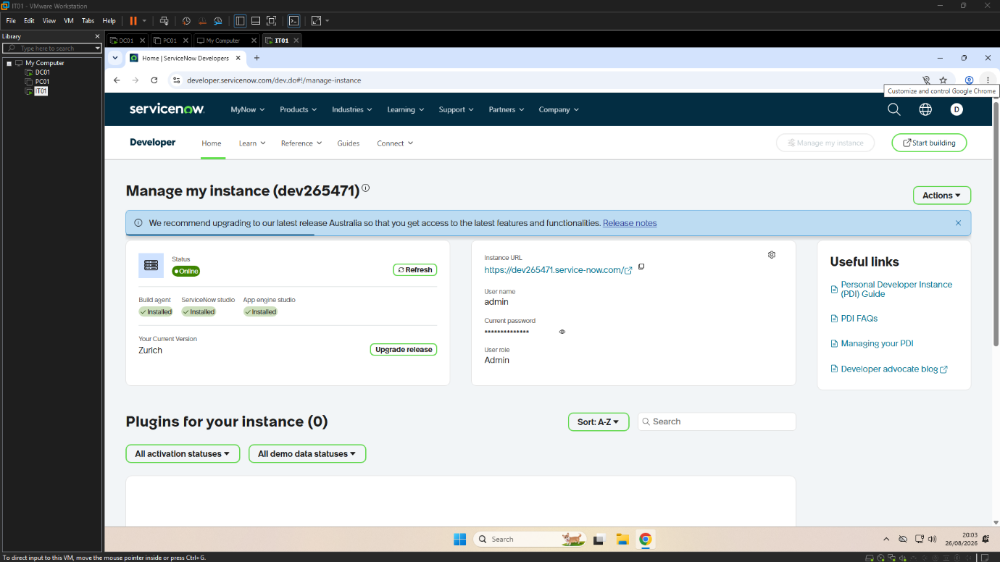 IT01 - VMware Workstation
File Edit View VM Tabs Help
Library
Type here to search
My Computer
DC01
PC01
IT01
DC01
PC01
My Computer
IT01
Home | ServiceNow Developers
developer.servicenow.com/dev.do#!/manage-instance
Customize and control Google Chrome
servicenow
MyNow Products Industries Learning Support Partners Company
D
Developer
Home Learn Reference Guides Connect
Manage my instance
Start building
Manage my instance (dev265471)
Actions
We recommend upgrading to our latest release Australia so that you get access to the latest features and functionalities. Release notes
Status
Online
Refresh
Build agent ServiceNow studio App engine studio
Installed Installed Installed
Your Current Version
Zurich
Upgrade release
Instance URL
https://dev265471.service-now.com/
User name
admin
Current password
**************
User role
Admin
Useful links
Personal Developer Instance
(PDI) Guide
PDI FAQs
Managing your PDI
Developer advocate blog
Plugins for your instance (0)
Sort: A-Z
Search
All activation statuses
All demo data statuses
Search
20:03
26/08/2026
To direct input to this VM, move the mouse pointer inside or press Ctrl+G.